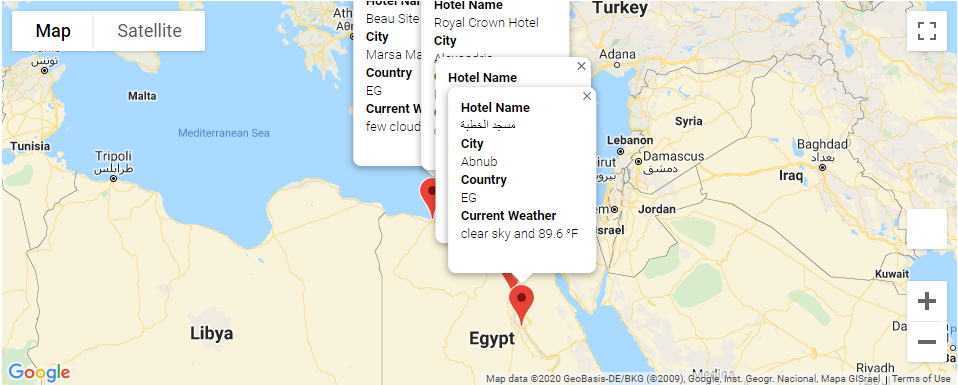 Map
Satellite
Hotel Name
Beau Site
City
Marsa Ma
Country
EG
Current W
few cloud
Hotel Name
Royal Crown Hotel
City
Hotel Name
Hotel Name
مسجد الخطبة
City
Abnub
Country
EG
Current Weather
clear sky and 89.6 °F
Turkey
Adana
Malta
Mediterranean Sea
Tunisia
Tripoli
طرابلس
Syria
Lebanon
Damascus
دمشق
Baghdad
بغداد
Iraq
Jordan
Israel
Kuwait
Libya
Egypt
Medina
Riyadh
Google
Map data ©2020 GeoBasis-DE/BKG (©2009), Google, Inst. Geogr. Nacional, Mapa GISrael
Terms of Use